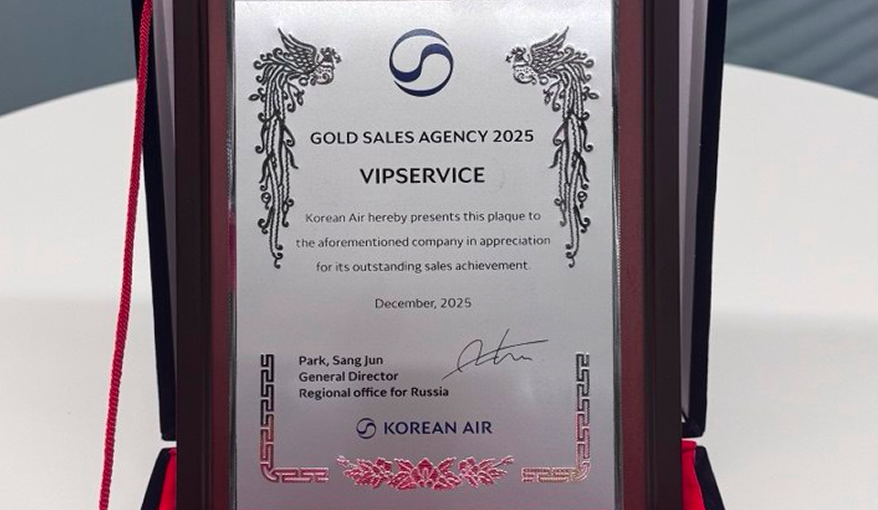 GOLD SALES AGENCY 2025
VIPSERVICE
Korean Air hereby presents this plaque to
the aforementioned company in appreciation
for its outstanding sales achievement.
December, 2025
Park, Sang Jun
General Director
Regional office for Russia
KOREAN AIR